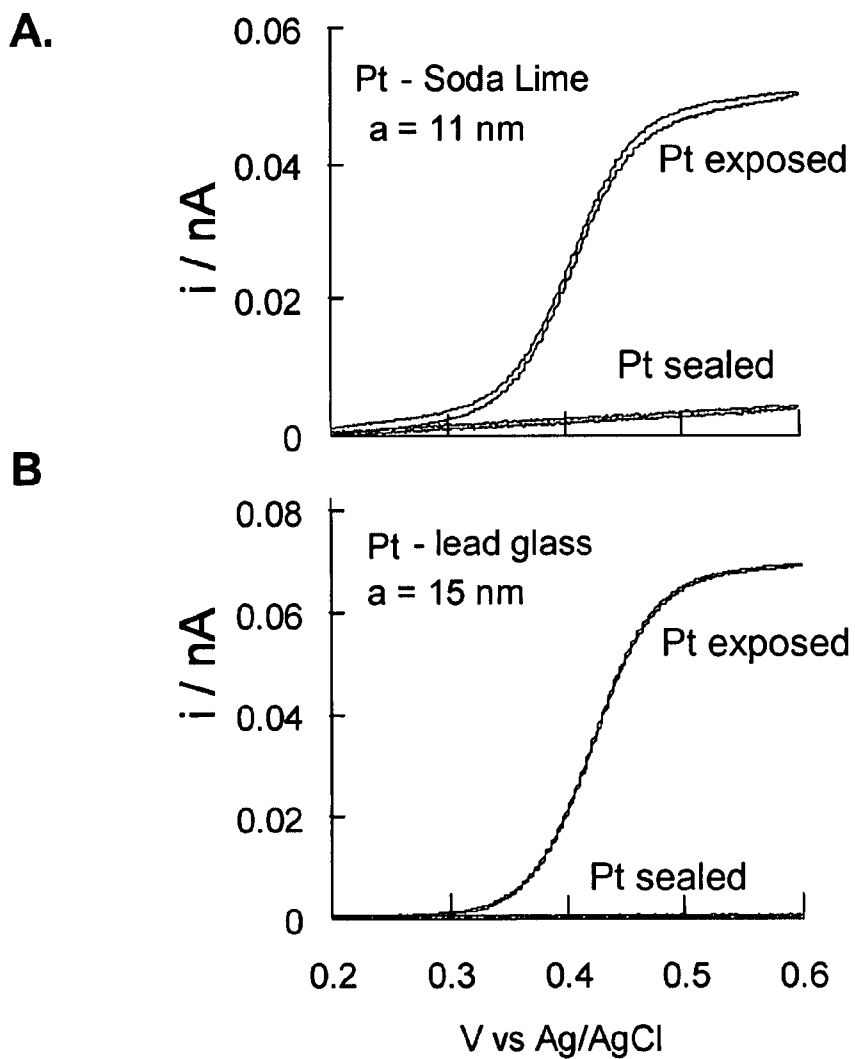 A.
0.06
Pt - Soda Lime
a = 11 nm
Pt exposed
0.04
i / nA
0.02
Pt sealed
0
B
0.08
Pt - lead glass
a = 15 nm
0.06
Pt exposed
i / nA
0.04
0.02
Pt sealed
0
0.2 0.3 0.4 0.5 0.6
V vs Ag/AgCl